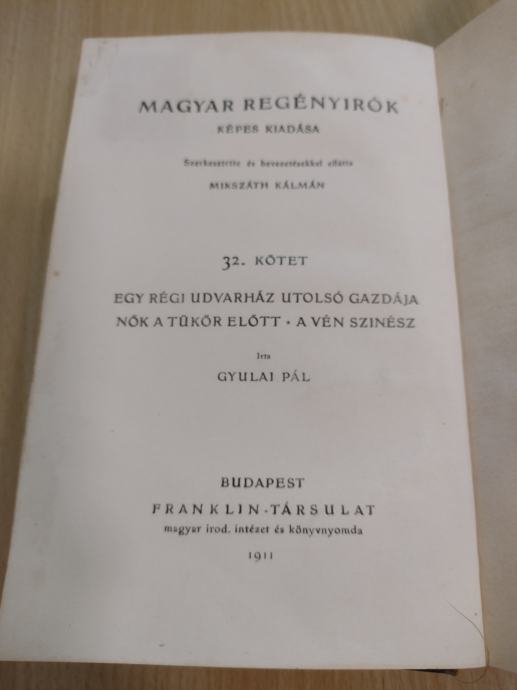 MAGYAR REGÉNYIRÓK
KÉPES KIADÁSA
Szerkesztette és bevezetésekkel ellátta
MIKSZÁTH KÁLMÁN
32. KÖTET
EGY RÉGI UDVARHÁZ UTOLSÓ GAZDÁJA
NŐK A TÜKÖR ELŐTT • A VÉN SZINÉSZ
Irta
GYULAI PÁL
BUDAPEST
FRANKLIN-TÁRSULAT
magyar irod. intézet és könyvnyomda
1911